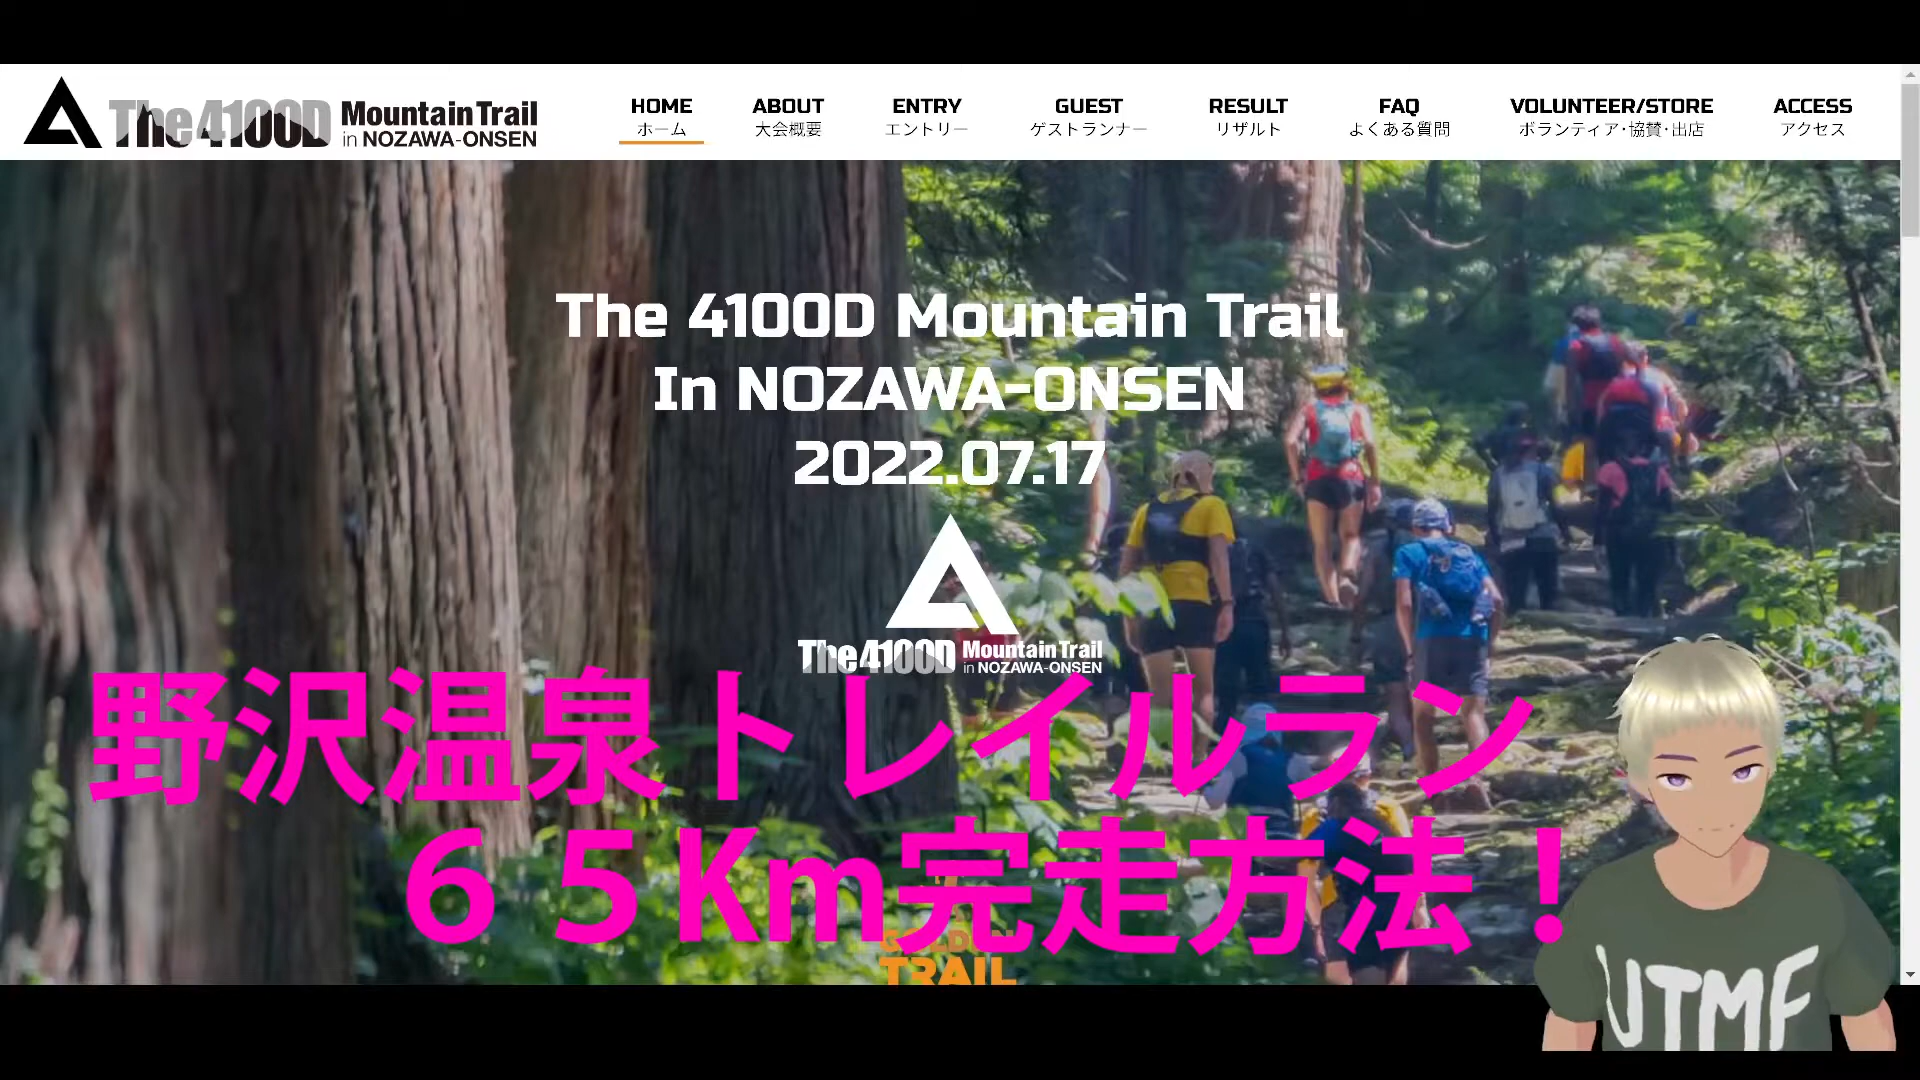 The 4100D Mountain Trail
in NOZAWA-ONSEN
HOME
ホーム
ABOUT
大会概要
ENTRY
エントリー
GUEST
ゲストランナー
RESULT
リザルト
FAQ
よくある質問
VOLUNTEER/STORE
ボランティア・協賛・出店
ACCESS
アクセス
The 4100D Mountain Trail
In NOZAWA-ONSEN
2022.07.17
The 4100D Mountain Trail
in NOZAWA-ONSEN
野沢温泉トレイルラン
６５Km完走方法！
GOLDEN
TRAIL
UTMF